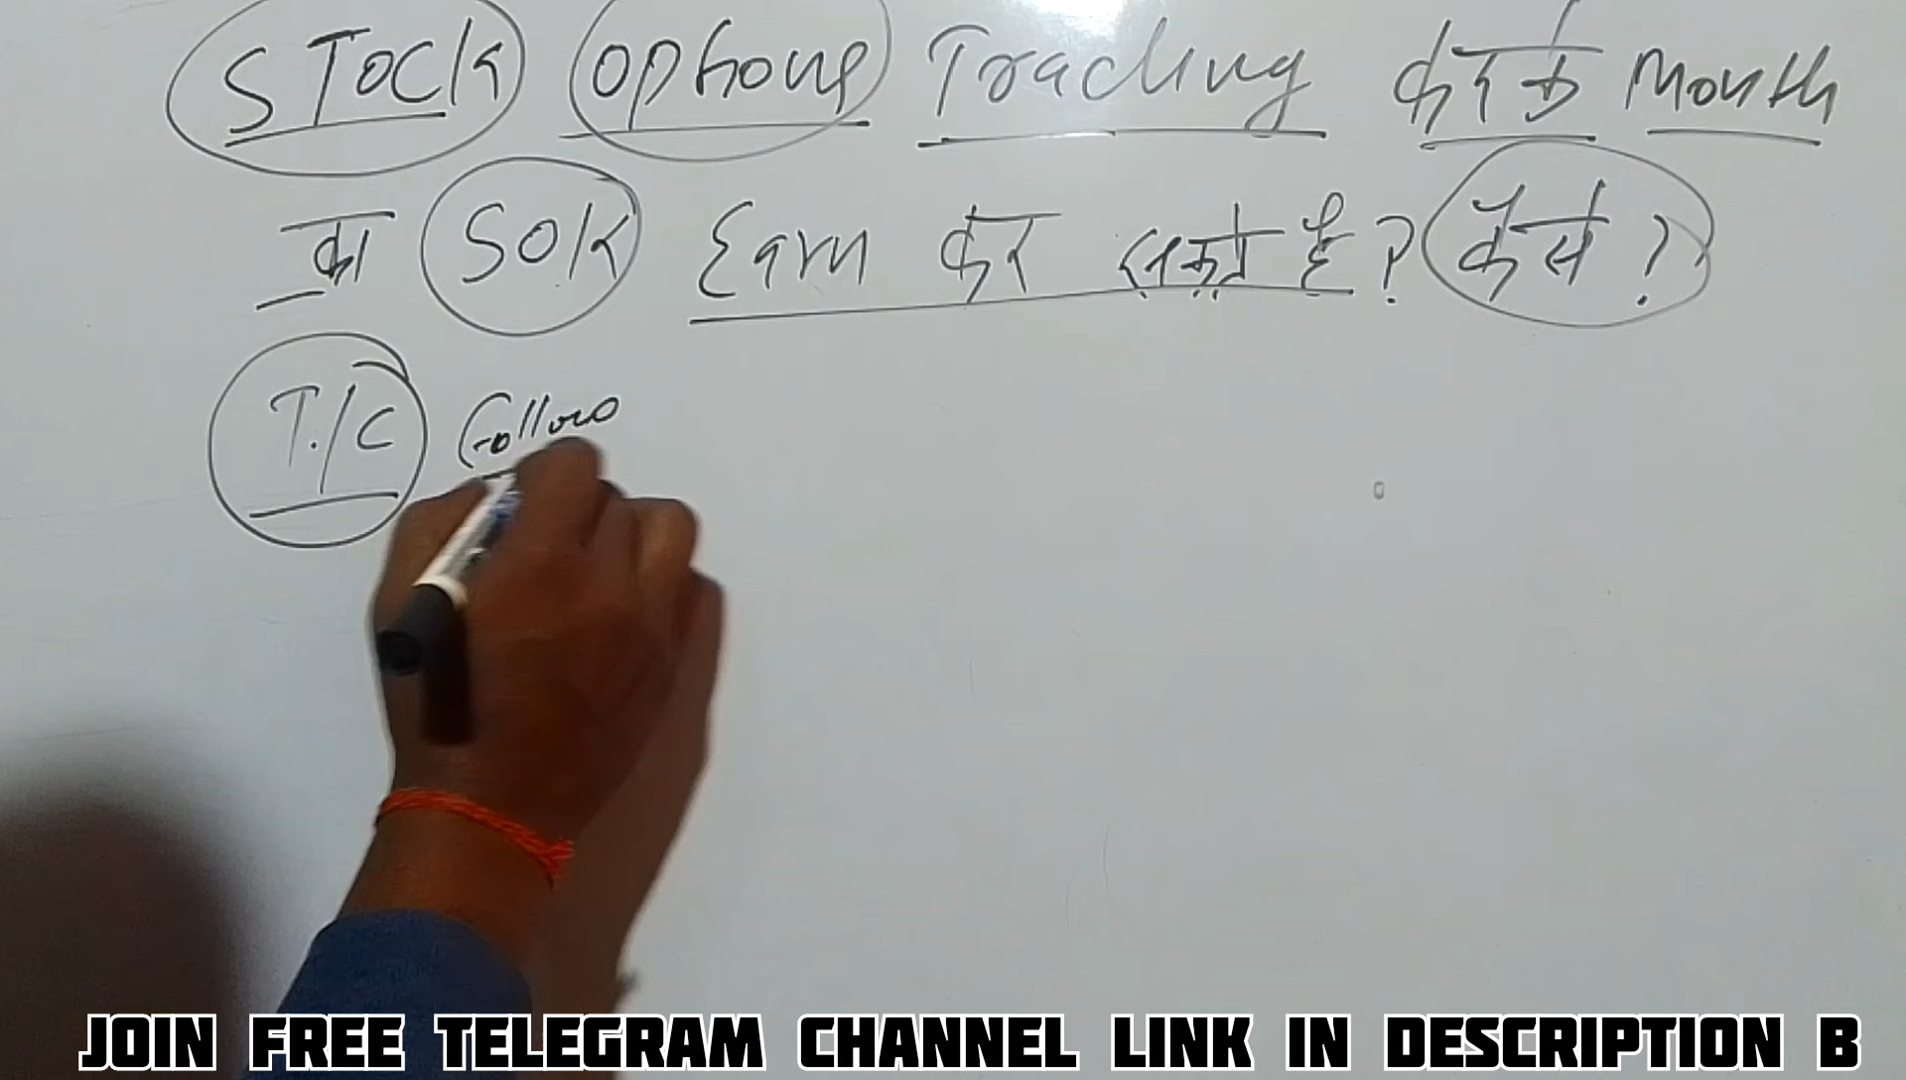 STock options Trading करके Month
का 50K Earn कर सकते है? कैसे?
T./C Follow
JOIN FREE TELEGRAM CHANNEL LINK IN DESCRIPTION B